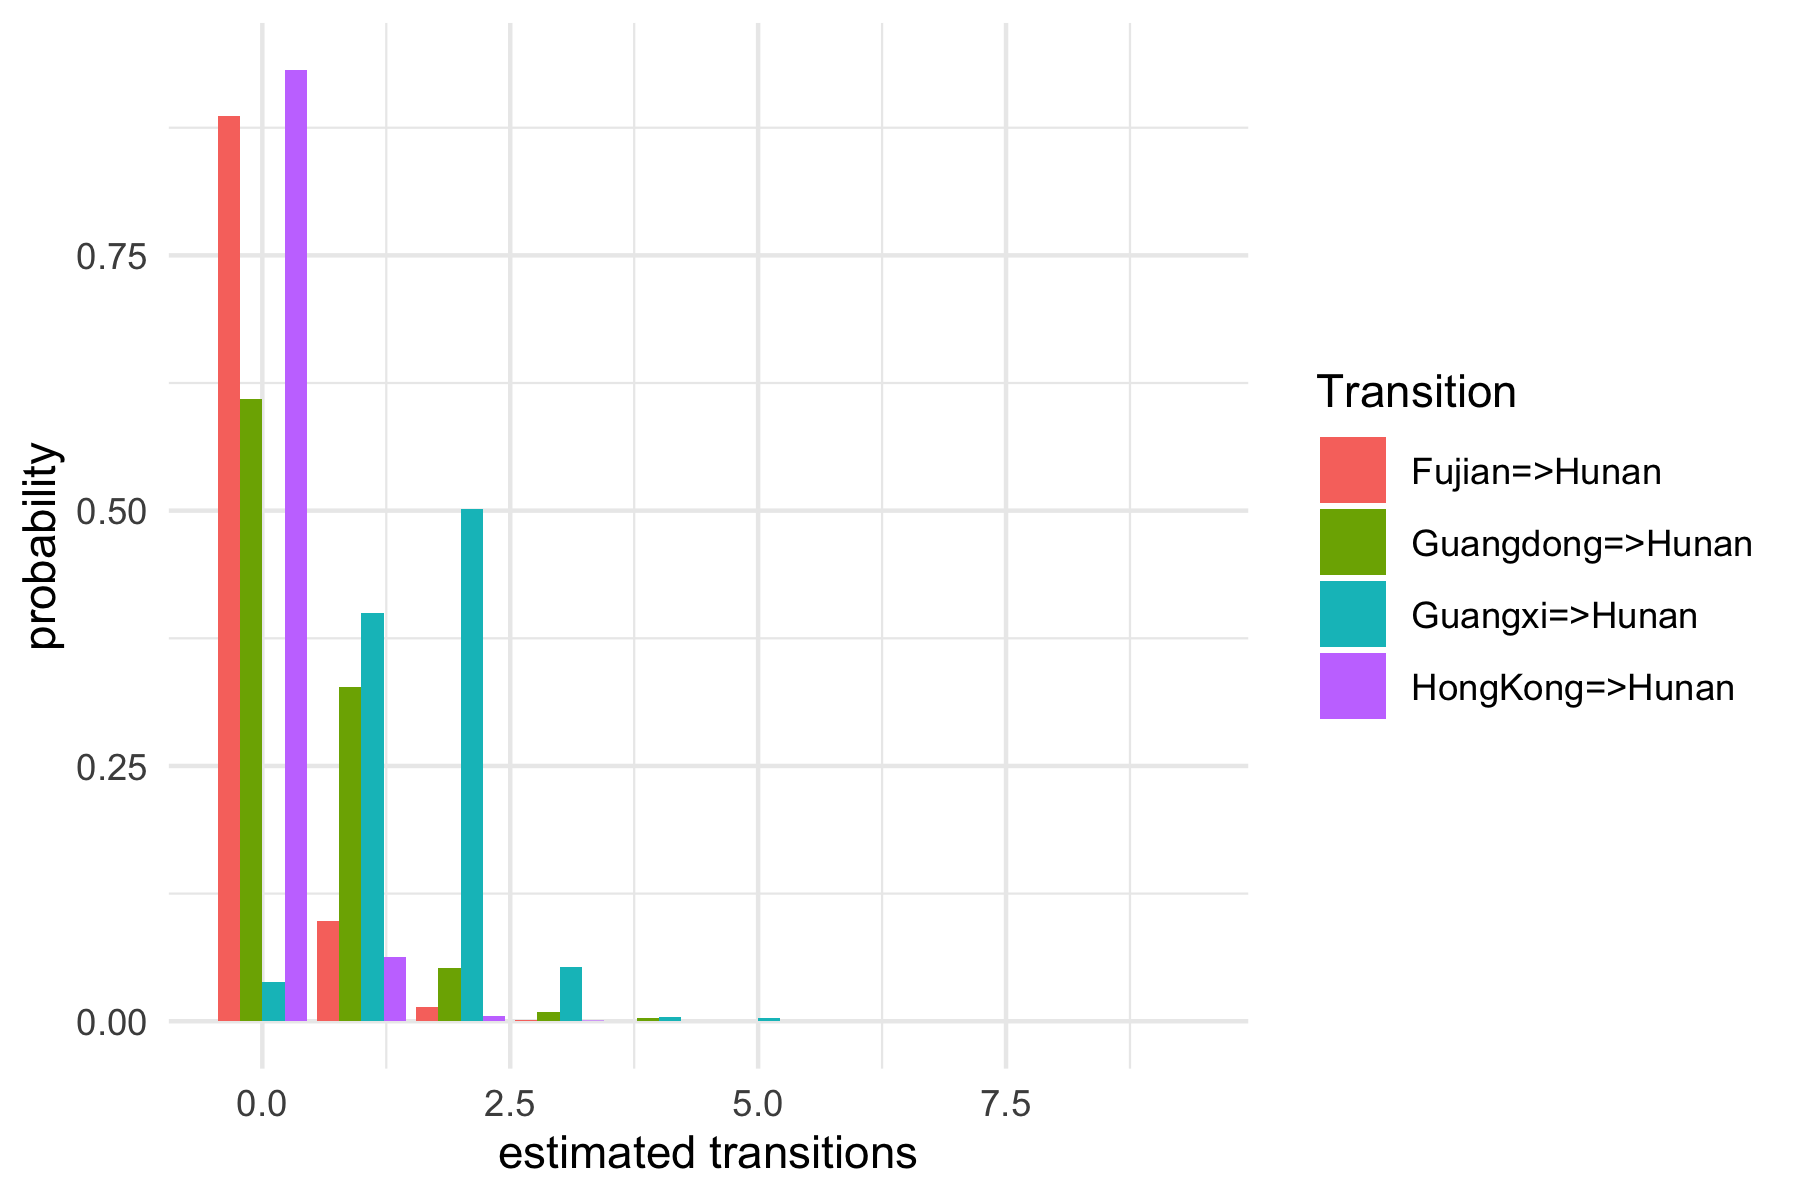 probability
0.75
0.50
0.25
0.00
0.0 2.5 5.0 7.5
estimated transitions
Transition
Fujian=>Hunan
Guangdong=>Hunan
Guangxi=>Hunan
HongKong=>Hunan